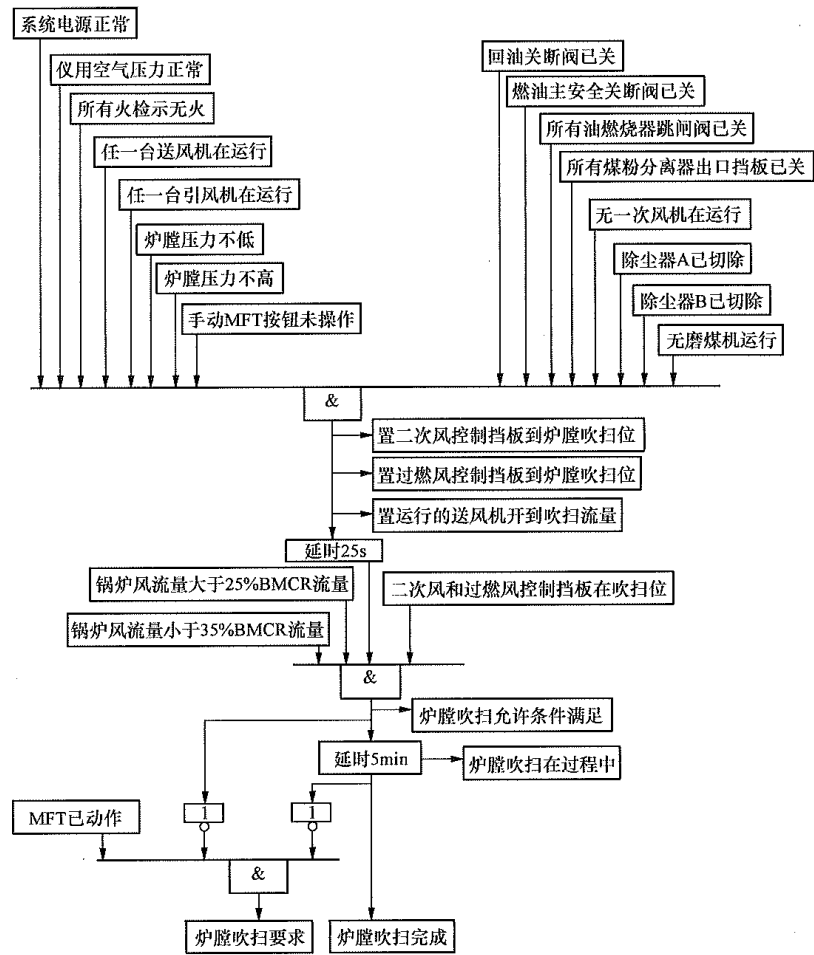 系统电源正常
仪用空气压力正常
所有火检示无火
任一台送风机在运行
任一台引风机在运行
炉膛压力不低
炉膛压力不高
手动MFT按钮未操作
回油关断阀已关
燃油主安全关断阀已关
所有油燃烧器跳闸阀已关
所有煤粉分离器出口挡板已关
无一次风机在运行
除尘器A已切除
除尘器B已切除
无磨煤机运行
&
置二次风控制挡板到炉膛吹扫位
置过燃风控制挡板到炉膛吹扫位
置运行的送风机开到吹扫流量
延时25s
锅炉风流量大于25%BMCR流量
二次风和过燃风控制挡板在吹扫位
锅炉风流量小于35%BMCR流量
&
炉膛吹扫允许条件满足
延时5min
炉膛吹扫在过程中
MFT已动作
1
1
&
炉膛吹扫要求
炉膛吹扫完成